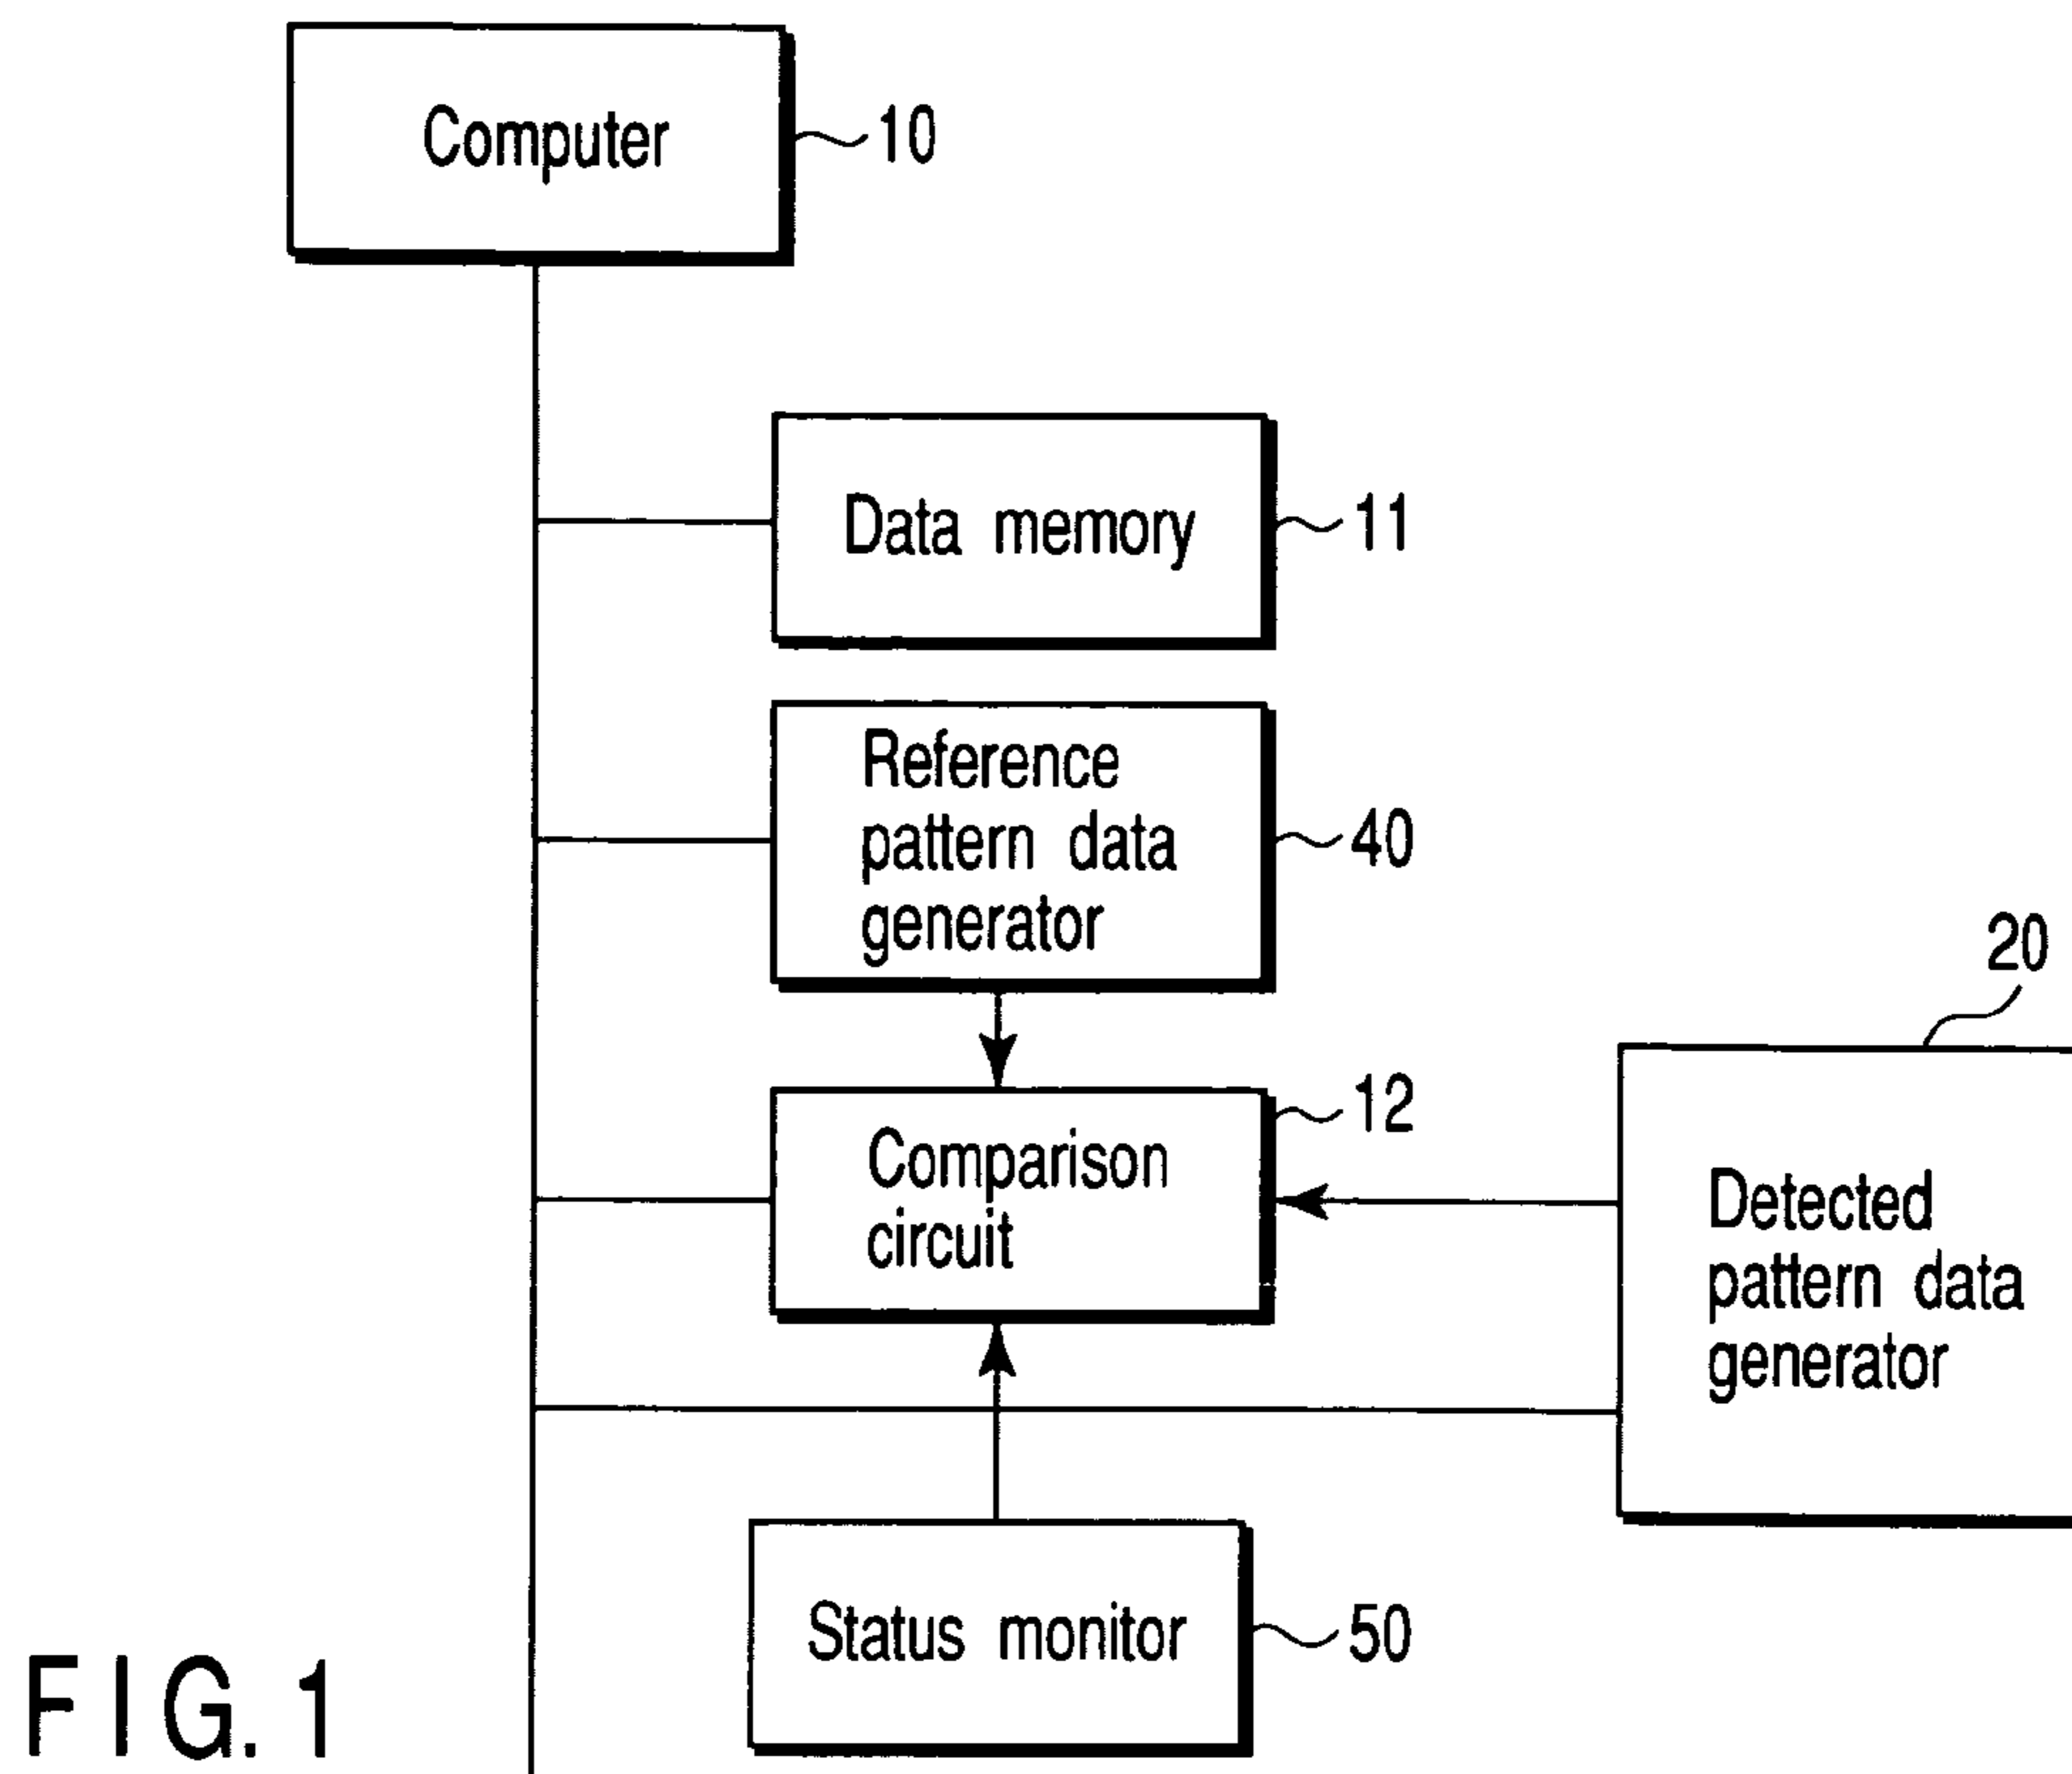 Computer
10
Data memory
11
Reference
pattern data
generator
40
20
Comparison
circuit
12
Detected
pattern data
generator
Status monitor
50
FIG. 1